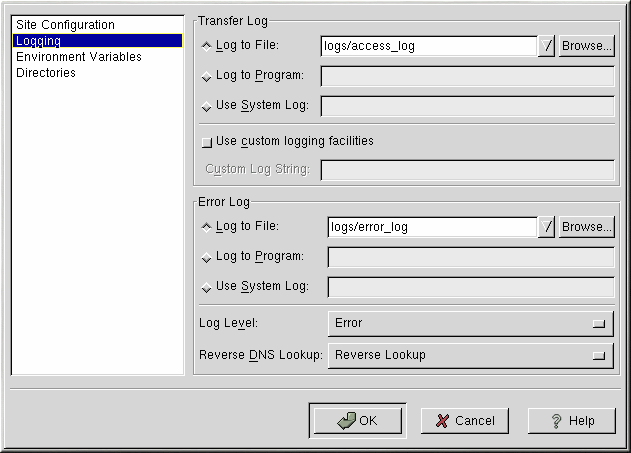 Site Configuration
Logging
Environment Variables
Directories
Transfer Log
Log to File: logs/access_log Browse...
Log to Program:
Use System Log:
Use custom logging facilities
Custom Log String:
Error Log
Log to File: logs/error_log Browse...
Log to Program:
Use System Log:
Log Level: Error
Reverse DNS Lookup: Reverse Lookup
OK Cancel Help